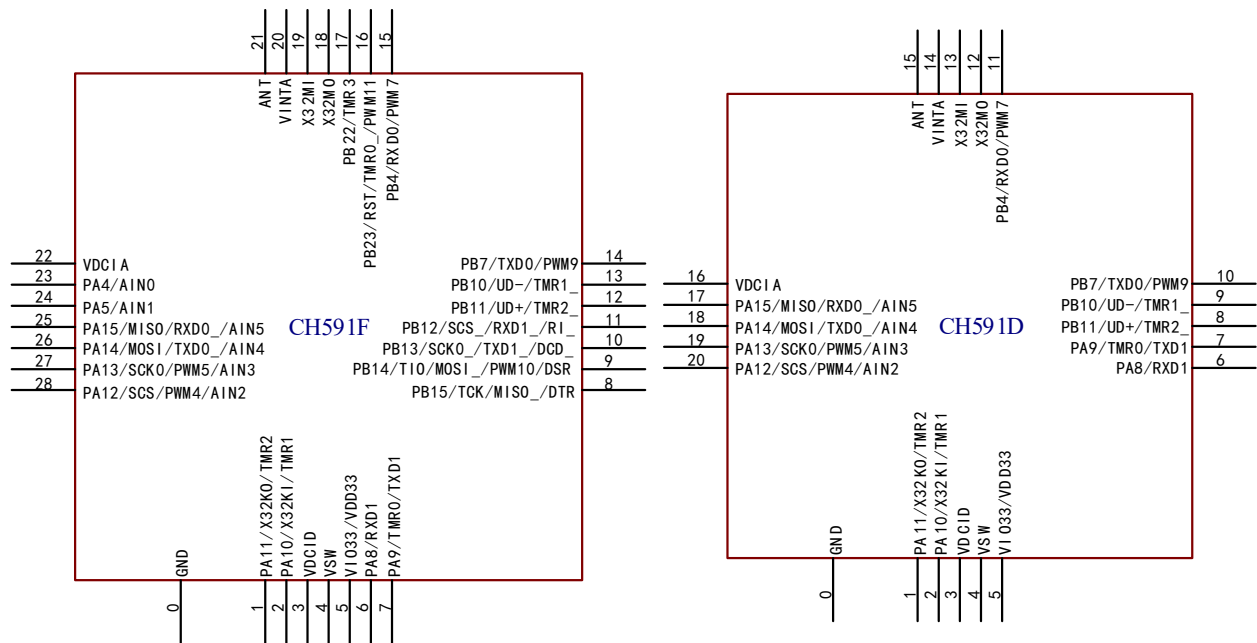 21
20
19
18
17
16
15
ANT
VINTA
X32MI
X32MO
PB22/TMR3
PB23/RST/TMR0_/PWM11
PB4/RXD0/PWM7
22
VDCIA
23
PA4/AIN0
24
PA5/AIN1
25
PA15/MISO/RXD0_/AIN5
26
PA14/MOSI/TXD0_/AIN4
27
PA13/SCK0/PWM5/AIN3
28
PA12/SCS/PWM4/AIN2
CH591F
PB7/TXD0/PWM9
14
PB10/UD-/TMR1_
13
PB11/UD+/TMR2_
12
PB12/SCS_/RXD1_/RI_
11
PB13/SCK0_/TXD1_/DCD_
10
PB14/TIO/MOSI_/PWM10/DSR
9
PB15/TCK/MISO_/DTR
8
GND
PA11/X32KO/TMR2
PA10/X32KI/TMR1
VDCID
VSW
VIO33/VDD33
PA8/RXD1
PA9/TMR0/TXD1
0
1
2
3
4
5
6
7
15
14
13
12
11
ANT
VINTA
X32MI
X32MO
PB4/RXD0/PWM7
16
VDCIA
17
PA15/MISO/RXD0_/AIN5
18
PA14/MOSI/TXD0_/AIN4
19
PA13/SCK0/PWM5/AIN3
20
PA12/SCS/PWM4/AIN2
CH591D
PB7/TXD0/PWM9
10
PB10/UD-/TMR1_
9
PB11/UD+/TMR2_
8
PA9/TMR0/TXD1
7
PA8/RXD1
6
GND
PA11/X32KO/TMR2
PA10/X32KI/TMR1
VDCID
VSW
VIO33/VDD33
0
1
2
3
4
5